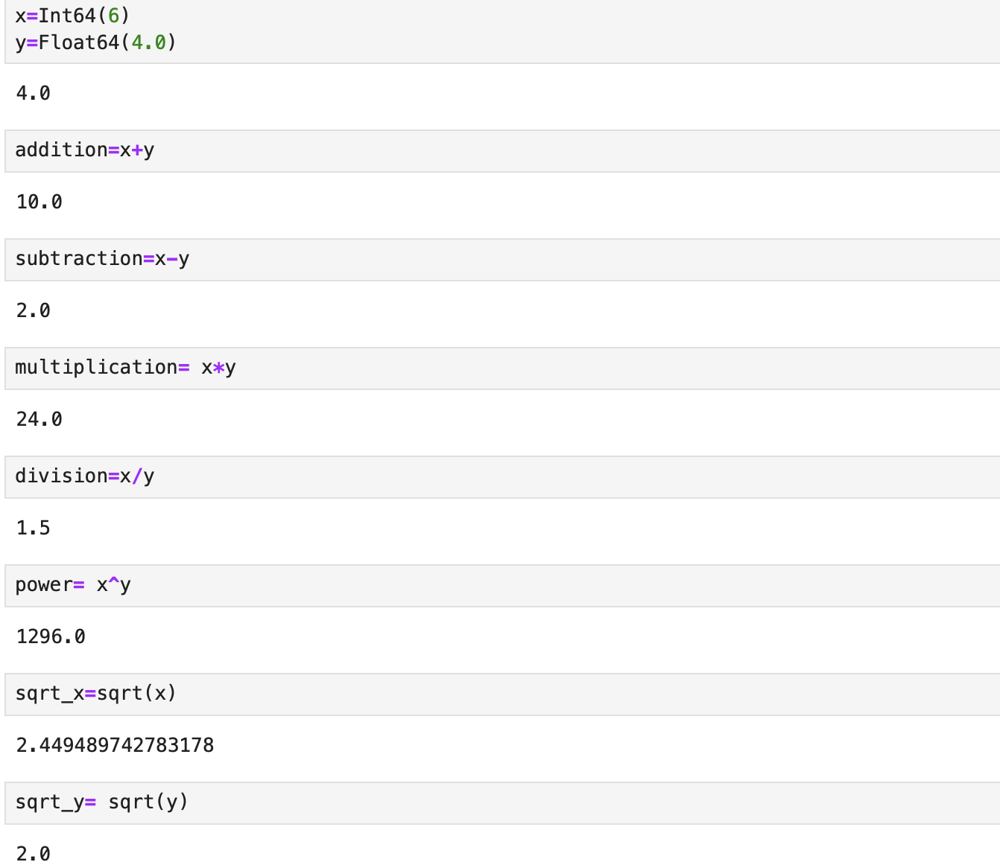 x=Int64(6)
y=Float64(4.0)
4.0
addition=x+y
10.0
subtraction=x-y
2.0
multiplication= x*y
24.0
division=x/y
1.5
power= x^y
1296.0
sqrt_x=sqrt(x)
2.449489742783178
sqrt_y= sqrt(y)
2.0